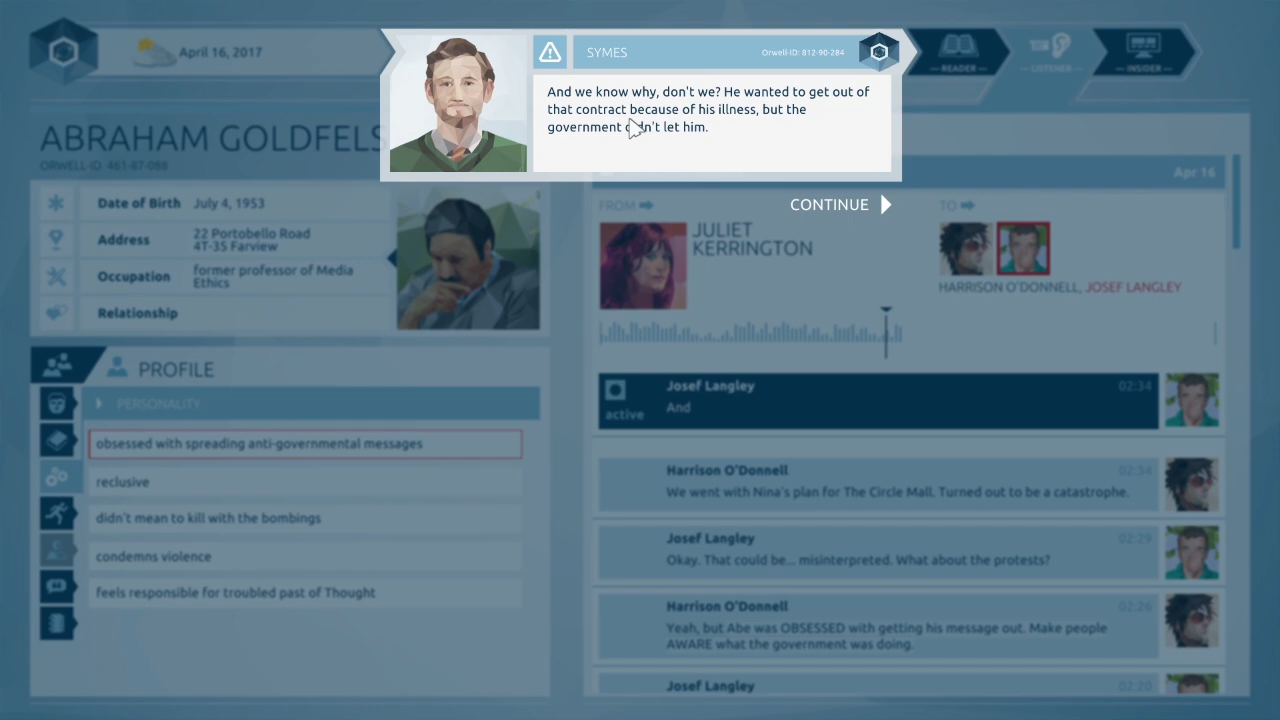 April 16, 2017
SYMES
Orwell-ID: 812-90-284
And we know why, don't we? He wanted to get out of
that contract because of his illness, but the
government didn't let him.
CONTINUE
READER
LISTENER
INSIDER
ABRAHAM GOLDFELS
ORWELL-ID: 461-87-088
Date of Birth July 4, 1953
Address 22 Portobello Road
4T-35 Farview
Occupation former professor of Media
Ethics
Relationship
PROFILE
PERSONALITY
obsessed with spreading anti-governmental messages
reclusive
didn't mean to kill with the bombings
condemns violence
feels responsible for troubled past of Thought
Apr 16
FROM
JULIET
KERRINGTON
TO
HARRISON O'DONNELL, JOSEF LANGLEY
Josef Langley 02:34
And
active
Harrison O'Donnell 02:34
We went with Nina's plan for The Circle Mall. Turned out to be a catastrophe.
Josef Langley 02:29
Okay. That could be... misinterpreted. What about the protests?
Harrison O'Donnell 02:26
Yeah, but Abe was OBSESSED with getting his message out. Make people
AWARE what the government was doing.
Josef Langley 02:20